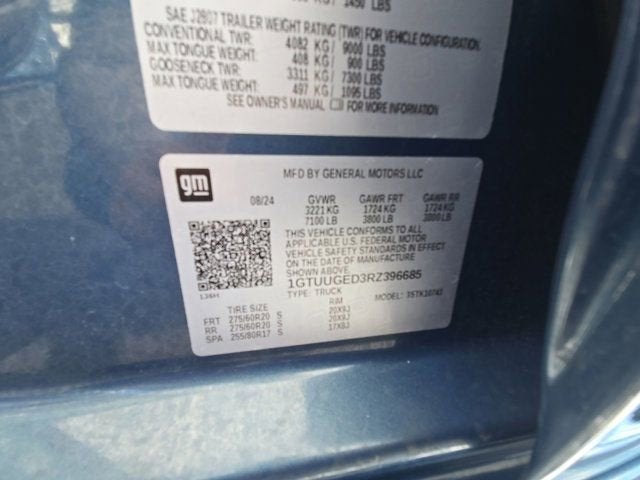 1450 LBS
SAE J2807 TRAILER WEIGHT RATING (TWR) FOR VEHICLE CONFIGURATION.
CONVENTIONAL TWR: 4082 KG / 9000 LBS
MAX TONGUE WEIGHT: 408 KG / 900 LBS
GOOSENECK TWR: 3311 KG / 7300 LBS
MAX TONGUE WEIGHT: 497 KG / 1095 LBS
SEE OWNER'S MANUAL FOR MORE INFORMATION
gm
MFD BY GENERAL MOTORS LLC
08/24 GVWR GAWR FRT GAWR RR
3221 KG 1724 KG 1724 KG
7100 LB 3800 LB 3800 LB
THIS VEHICLE CONFORMS TO ALL
APPLICABLE U.S. FEDERAL MOTOR
VEHICLE SAFETY STANDARDS IN
EFFECT ON THE DATE OF
MANUFACTURE SHOWN ABOVE.
1GTUUGED3RZ396685
TYPE: TRUCK MODEL:
TIRE SIZE RIM
FRT 275/60R20 S 20X9J
RR 275/60R20 S 20X9J
SPA 255/80R17 S 17X8J